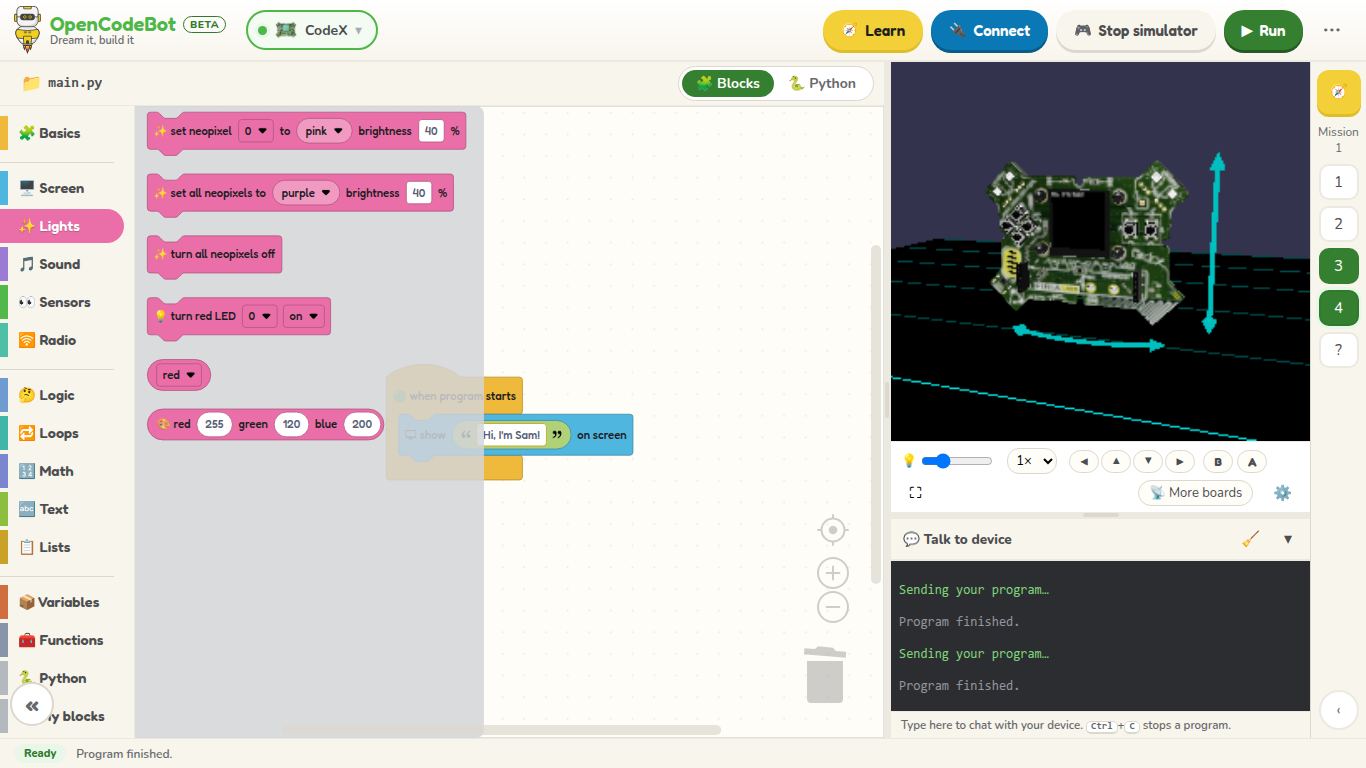 OpenCodeBot BETA
Dream it, build it
CodeX
Learn
Connect
Stop simulator
Run
main.py
Blocks
Python
Basics
Screen
Lights
Sound
Sensors
Radio
Logic
Loops
Math
Text
Lists
Variables
Functions
Python
y blocks
set neopixel 0 to pink brightness 40 %
set all neopixels to purple brightness 40 %
turn all neopixels off
turn red LED 0 on
red
red 255 green 120 blue 200
when program starts
show “ Hi, I'm Sam! ” on screen
1×
B
A
More boards
Talk to device
Sending your program…
Program finished.
Sending your program…
Program finished.
Type here to chat with your device. Ctrl + C stops a program.
Mission
1
1
2
3
4
?
Ready Program finished.